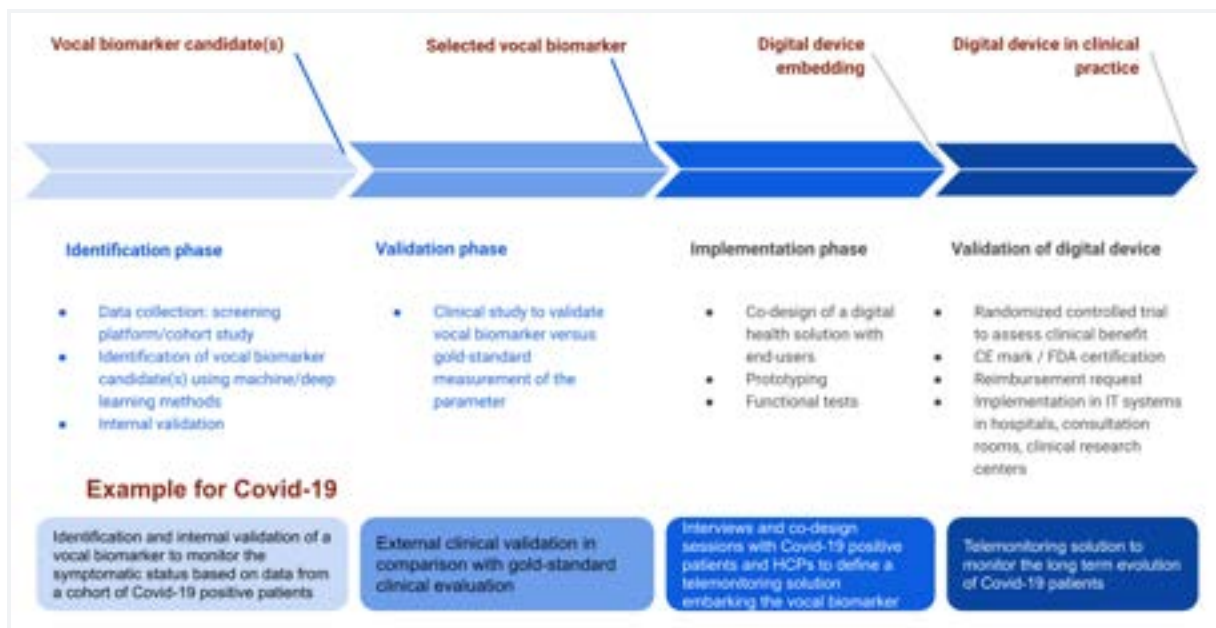 Vocal biomarker candidate(s)
Selected vocal biomarker
Digital device
embedding
Digital device in clinical
practice
Identification phase
Data collection: screening
platform/cohort study
Identification of vocal biomarker
candidate(s) using machine/deep
learning methods
Internal validation
Validation phase
Clinical study to validate
vocal biomarker versus
gold-standard
measurement of the
parameter
Implementation phase
Co-design of a digital
health solution with
end-users
Prototyping
Functional tests
Validation of digital device
Randomized controlled trial
to assess clinical benefit
CE mark / FDA certification
Reimbursement request
Implementation in IT systems
in hospitals, consultation
rooms, clinical research
centers
Example for Covid-19
Identification and internal validation of a
vocal biomarker to monitor the
symptomatic status based on data from
a cohort of Covid-19 positive patients
External clinical validation in
comparison with gold-standard
clinical evaluation
Interviews and co-design
sessions with Covid-19 positive
patients and HCPs to define a
telemonitoring solution
embarking the vocal biomarker
Telemonitoring solution to
monitor the long term evolution
of Covid-19 patients